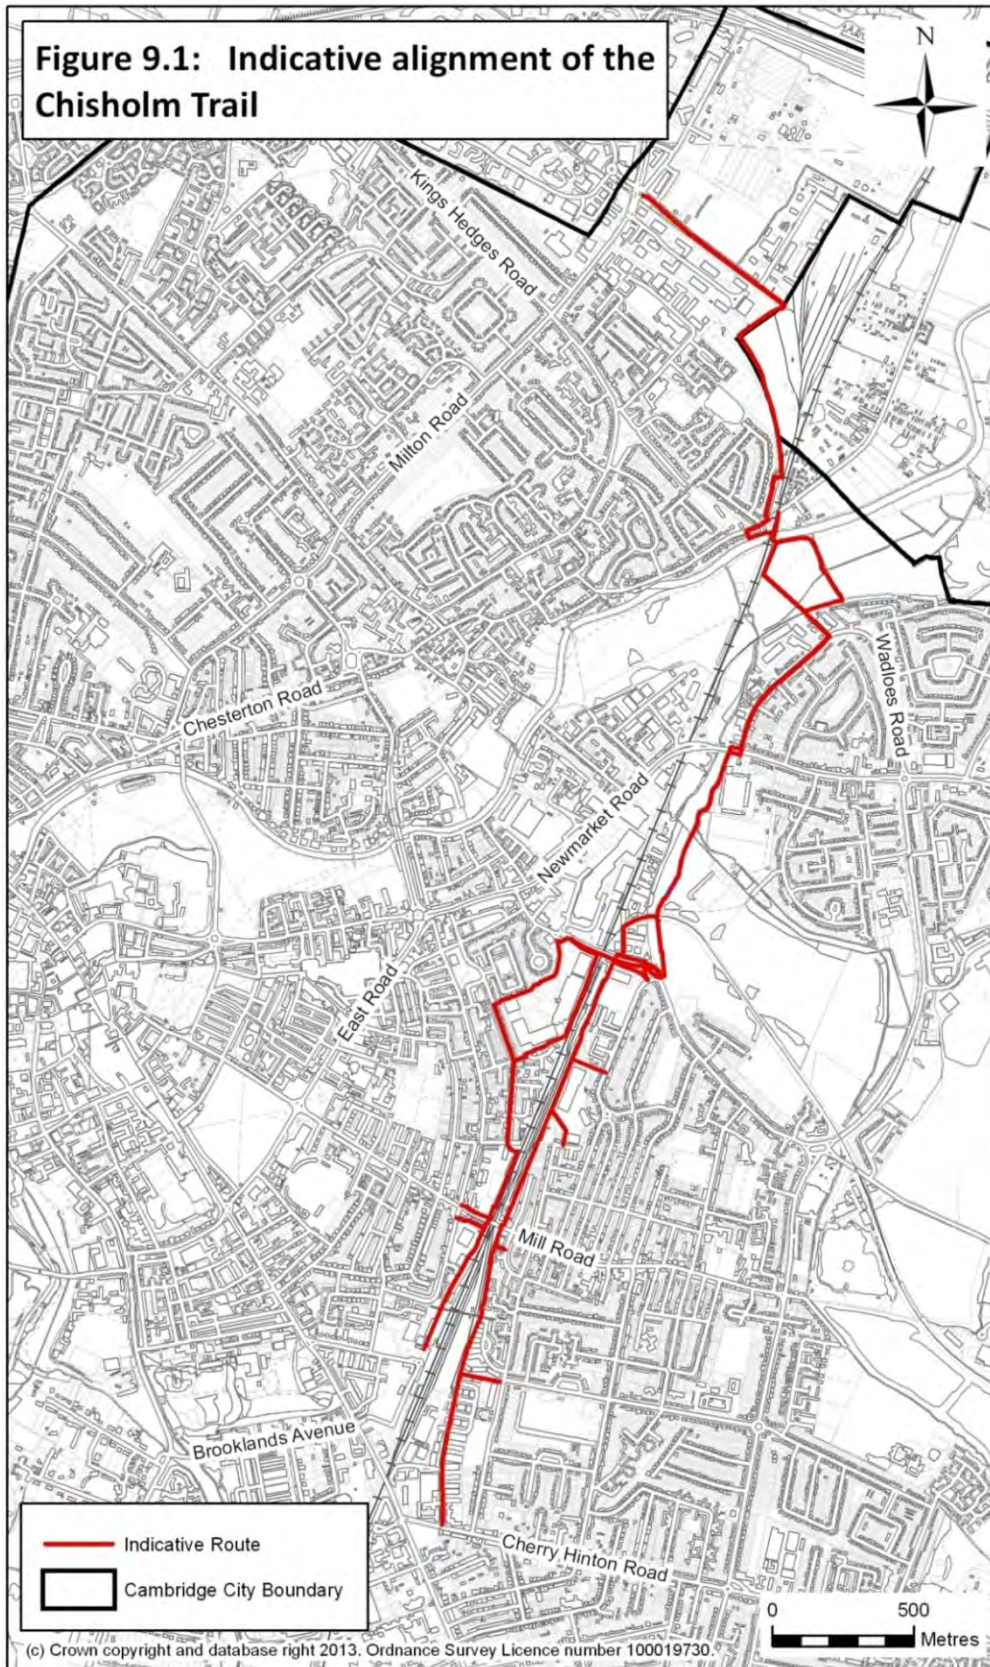 Figure 9.1: Indicative alignment of the
Chisholm Trail
N
Kings Hedges Road
Milton Road
Wadloes Road
Chesterton Road
Newmarket Road
East Road
Mill Road
Brooklands Avenue
Cherry Hinton Road
Indicative Route
Cambridge City Boundary
0 500
Metres
(c) Crown copyright and database right 2013. Ordnance Survey Licence number 100019730.